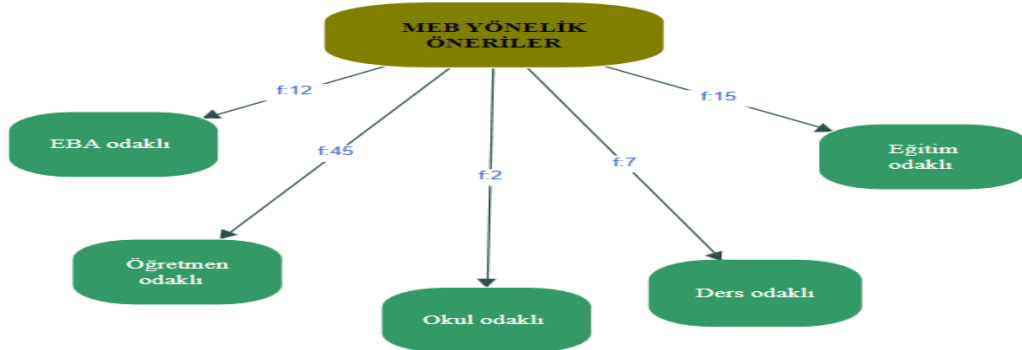 MEB YÖNELİK
ÖNERİLER
f:12
f:15
EBA odaklı
f:45
f:2
f:7
Eğitim
odaklı
Öğretmen
odaklı
Okul odaklı
Ders odaklı